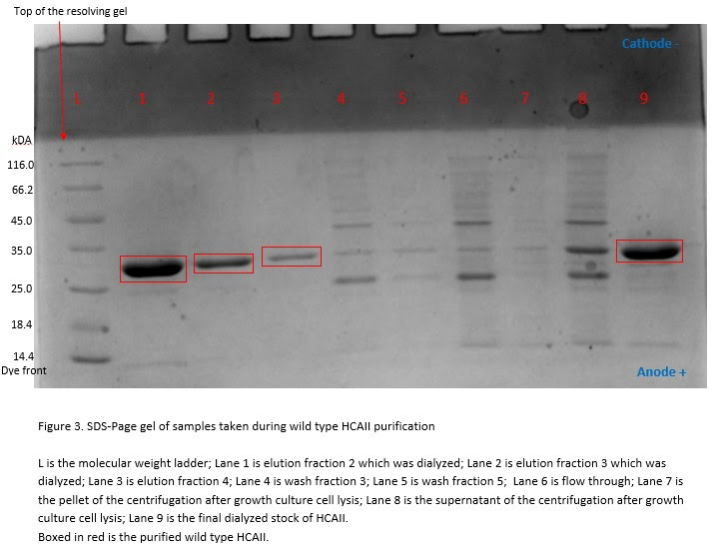 Top of the resolving gel
Cathode -
L 1 2 3 4 5 6 7 8 9
kDA
116.0
66.2
45.0
35.0
25.0
18.4
14.4
Dye front
Anode +
Figure 3. SDS-Page gel of samples taken during wild type HCAII purification
L is the molecular weight ladder; Lane 1 is elution fraction 2 which was dialyzed; Lane 2 is elution fraction 3 which was
dialyzed; Lane 3 is elution fraction 4; Lane 4 is wash fraction 3; Lane 5 is wash fraction 5;  Lane 6 is flow through; Lane 7 is
the pellet of the centrifugation after growth culture cell lysis; Lane 8 is the supernatant of the centrifugation after growth
culture cell lysis; Lane 9 is the final dialyzed stock of HCAII.
Boxed in red is the purified wild type HCAII.